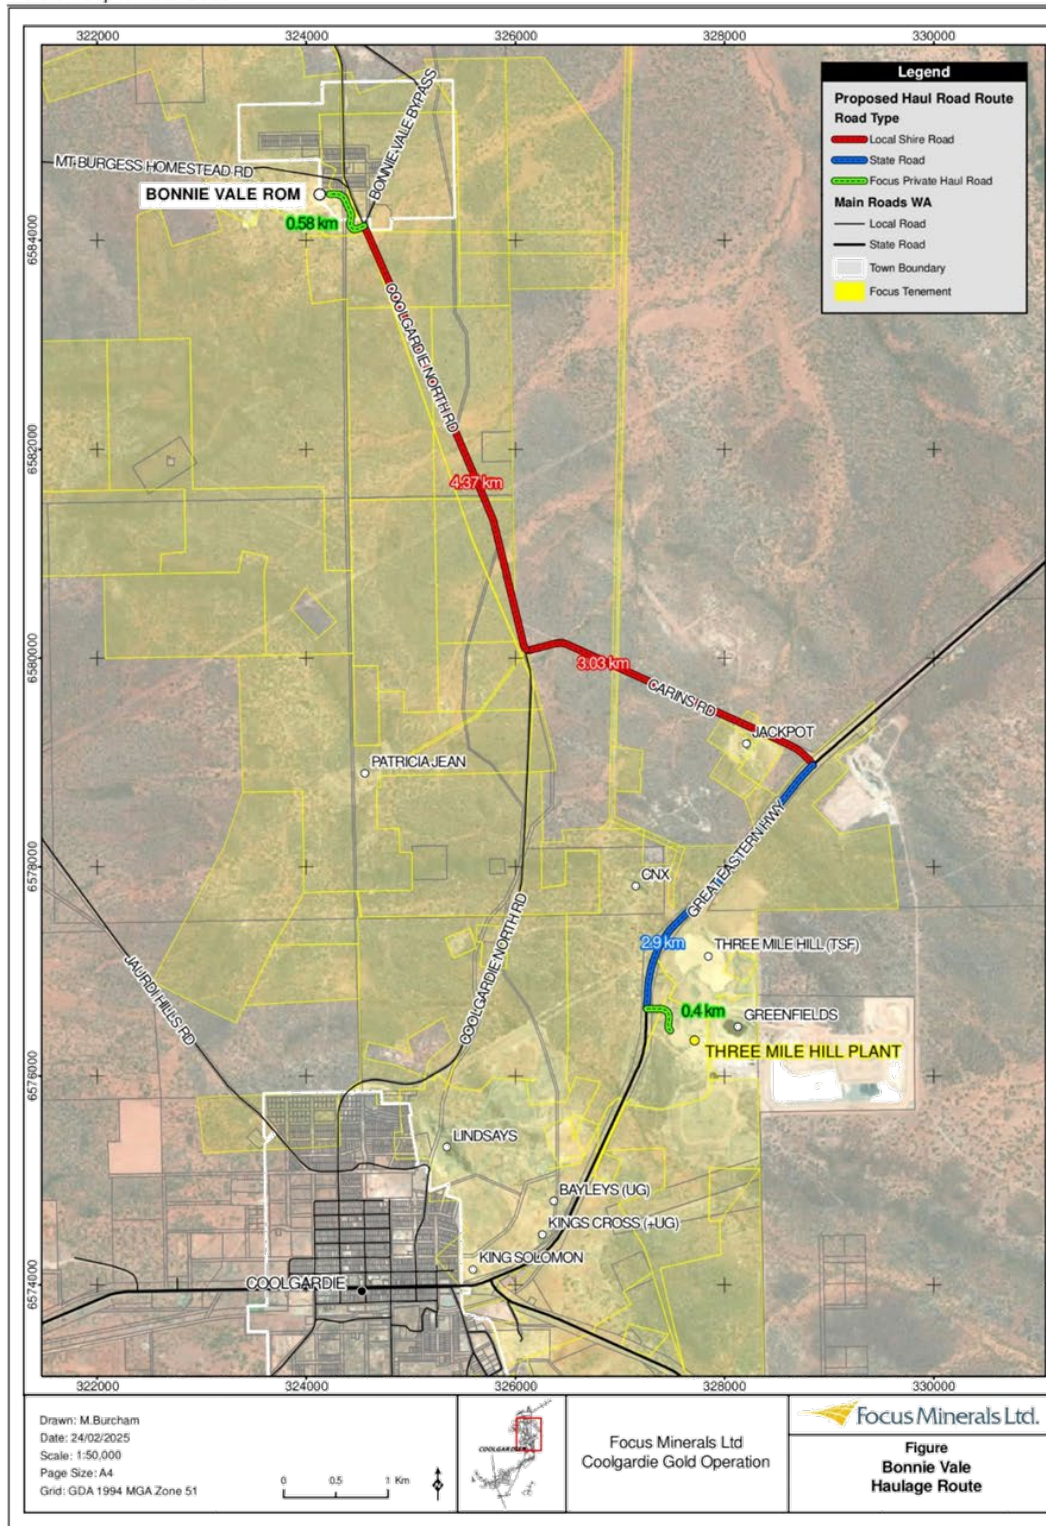 322000
324000
326000
328000
330000
Legend
Proposed Haul Road Route
Road Type
Local Shire Road
State Road
Focus Private Haul Road
Main Roads WA
Local Road
State Road
Town Boundary
Focus Tenement
BONNIE-VALE BYPASS
MT BURGESS HOMESTEAD RD
BONNIE VALE ROM
0.58 km
6584000
COOLGARDIE NORTH RD
6582000
4.37 km
6580000
3.03 km
CARINS RD
JACKPOT
PATRICIA JEAN
GREAT EASTERN HWY
6578000
CNX
COOLGARDIE NORTH RD
2.9 km
THREE MILE HILL (TSF)
JAURDI HILLS RD
0.4 km
GREENFIELDS
THREE MILE HILL PLANT
6576000
LINDSAYS
BAYLEYS (UG)
KINGS CROSS (+UG)
KING SOLOMON
COOLGARDIE
6574000
322000
324000
326000
328000
330000
Drawn: M.Burcham
Date: 24/02/2025
Scale: 1:50,000
Page Size: A4
Grid: GDA 1994 MGA Zone 51
0 0.5 1 Km
N
Focus Minerals Ltd
Coolgardie Gold Operation
Focus Minerals Ltd.
Figure
Bonnie Vale
Haulage Route